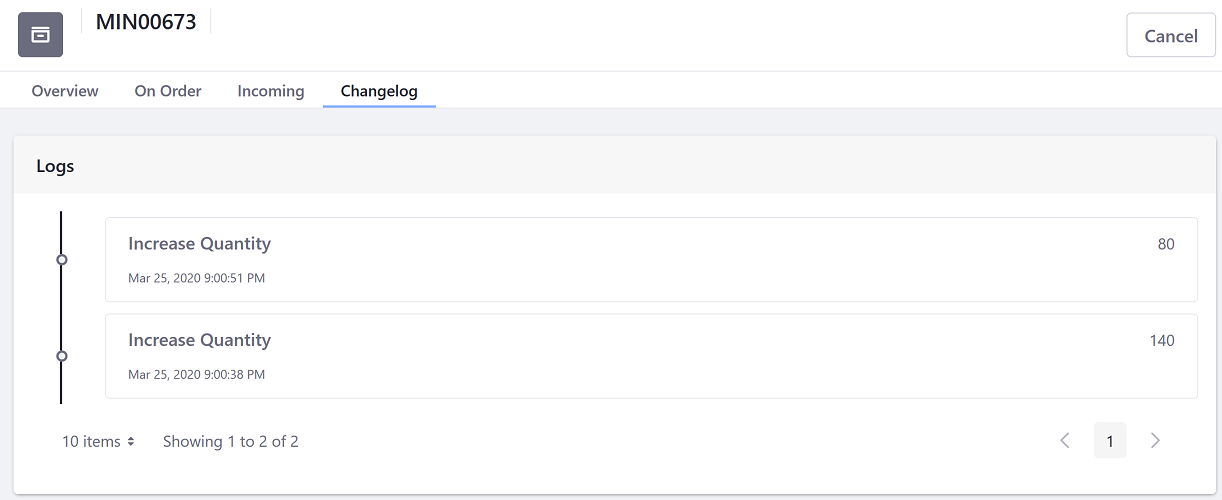 MIN00673
Cancel
Overview On Order Incoming Changelog
Logs
Increase Quantity 80
Mar 25, 2020 9:00:51 PM
Increase Quantity 140
Mar 25, 2020 9:00:38 PM
10 items Showing 1 to 2 of 2 1